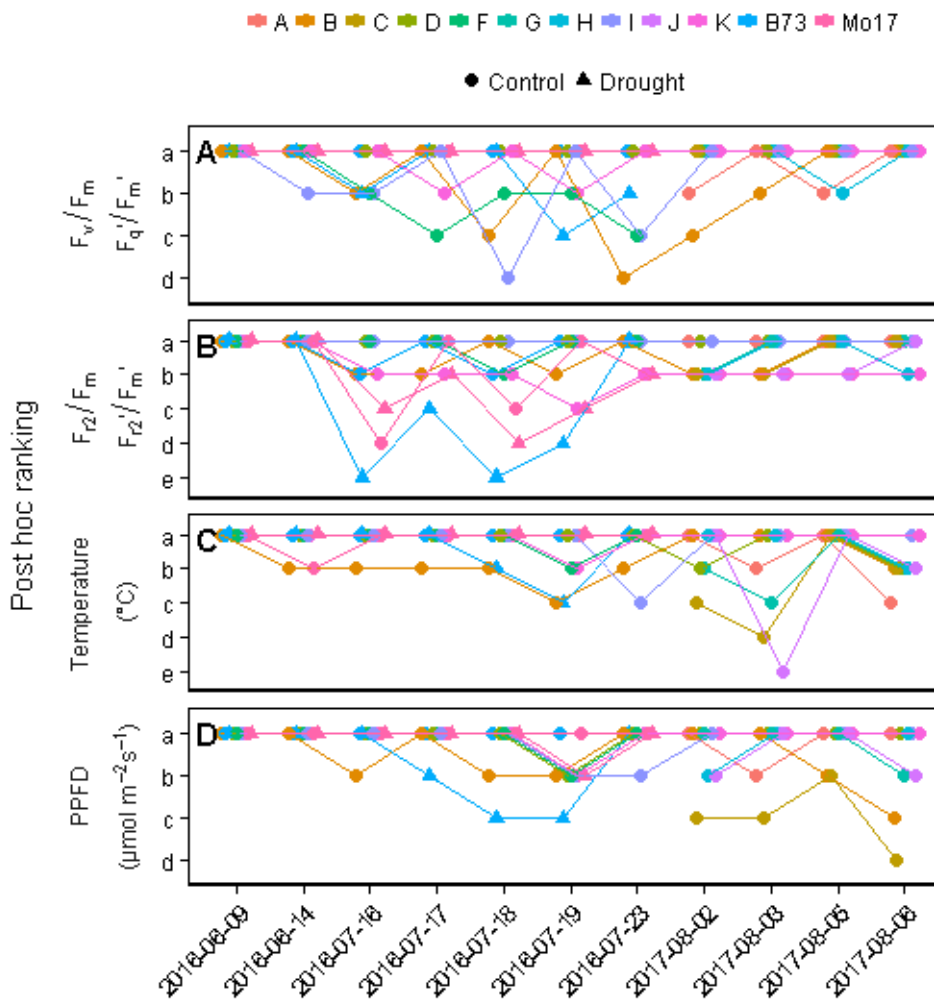 A B C D F G H I J K B73 Mo17
Control Drought
Post hoc ranking
A
Fv/Fm
Fq'/Fm'
a
b
c
d
B
Fr2/Fm
Fr2'/Fm'
a
b
c
d
e
C
Temperature
(°C)
a
b
c
d
e
D
PPFD
(μmol m−2s−1)
a
b
c
d
2016-06-09
2016-06-14
2016-07-16
2016-07-17
2016-07-18
2016-07-19
2016-07-23
2017-08-02
2017-08-03
2017-08-05
2017-08-06